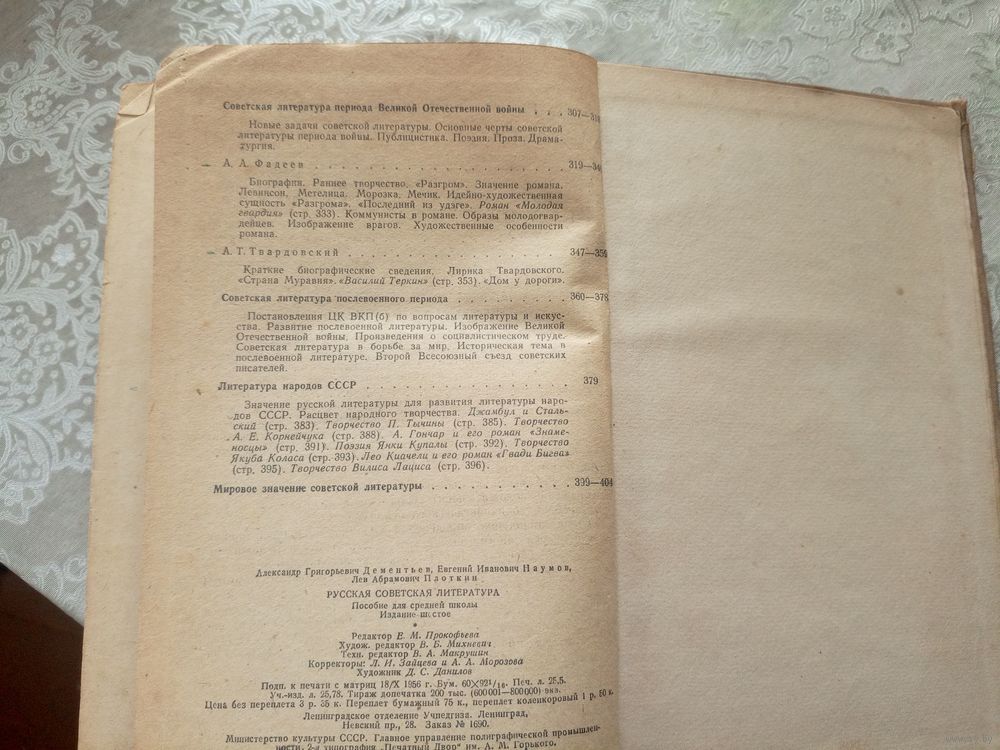 Советская литература периода Великой Отечественной войны . . . 307—318
Новые задачи советской литературы. Основные черты советской
литературы периода войны. Публицистика. Поэзия. Проза. Драма-
тургия.
А. А. Фадеев . . . . . . . . . . . . . . . . . . . . 319—34
Биография. Раннее творчество. «Разгром». Значение романа.
Левинсон. Метелица. Морозка. Мечик. Идейно-художественная
сущность «Разгрома». «Последний из удэге». Роман «Молодая
гвардия» (стр. 333). Коммунисты в романе. Образы молодогвар-
дейцев. Изображение врагов. Художественные особенности
романа.
А. Т. Твардовский . . . . . . . . . . . . . . . . . . 347—359
Краткие биографические сведения. Лирика Твардовского.
«Страна Муравия». «Василий Теркин» (стр. 353). «Дом у дороги».
Советская литература послевоенного периода . . . . . . . . . 360—378
Постановления ЦК ВКП(б) по вопросам литературы и искус-
ства. Развитие послевоенной литературы. Изображение Великой
Отечественной войны. Произведения о социалистическом труде.
Советская литература в борьбе за мир. Историческая тема в
послевоенной литературе. Второй Всесоюзный съезд советских
писателей.
Литература народов СССР . . . . . . . . . . . . . . . . 379
Значение русской литературы для развития литературы наро-
дов СССР. Расцвет народного творчества. Джамбул и Сталь-
ский (стр. 383). Творчество П. Тычины (стр. 385). Творчество
А. Е. Корнейчука (стр. 388). А. Гончар и его роман «Знаме-
носцы» (стр. 391). Поэзия Янки Купалы (стр. 392). Творчество
Якуба Коласа (стр. 393). Лео Киачели и его роман «Гвади Бигва»
(стр. 395). Творчество Вилиса Лациса (стр. 396).
Мировое значение советской литературы . . . . . . . . . . . 399—404
Александр Григорьевич Дементьев, Евгений Иванович Наумов,
Лев Абрамович Плоткин
РУССКАЯ СОВЕТСКАЯ ЛИТЕРАТУРА
Пособие для средней школы
Издание шестое
*
Редактор Е. М. Прокофьева
Худож. редактор В. Б. Михневич
Техн. редактор В. А. Макрушин
Корректоры: Л. И. Зайцева и А. А. Морозова
Художник Д. С. Данилов
Подп. к печати с матриц 18/X 1956 г. Бум. 60×92 1/16. Печ. л. 25,5.
Уч.-изд. л. 25,78. Тираж допечатка 200 тыс. (600001—800000) экз.
Цена без переплета 3 р. 35 к. Переплет бумажный 75 к., переплет коленкоровый 1 р. 50 к.
Ленинградское отделение Учпедгиза. Ленинград,
Невский пр., 28. Заказ № 1690.
Министерство культуры СССР. Главное управление полиграфической промышлен-
ности. 2-я типография „Печатный Двор" им. А. М. Горького.